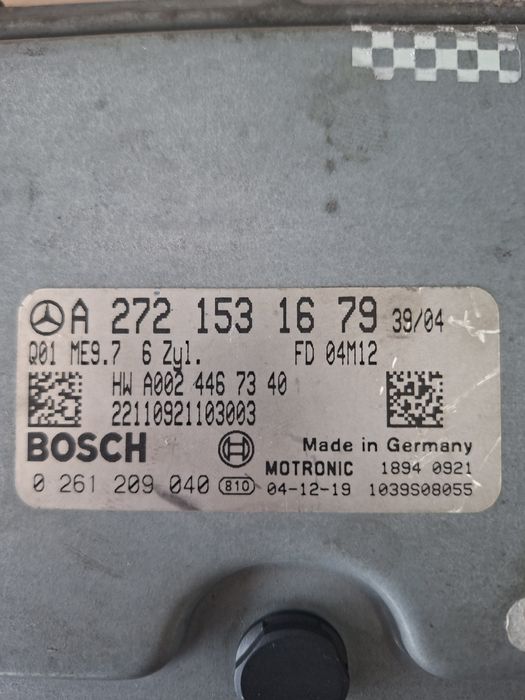 A 272 153 16 79 39/04
Q01 ME9.7 6 Zyl. FD 04M12
HW A002 446 73 40
22110921103003
BOSCH Made in Germany
MOTRONIC 1894 0921
0 261 209 040 810 04-12-19 1039S08055